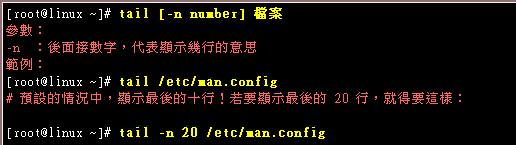 [root@linux ~]# tail [-n number] 檔案
參數：
-n ：後面接數字，代表顯示幾行的意思
範例：
[root@linux ~]# tail /etc/man.config
# 預設的情況中，顯示最後的十行！若要顯示最後的 20 行，就得要這樣：
[root@linux ~]# tail -n 20 /etc/man.config